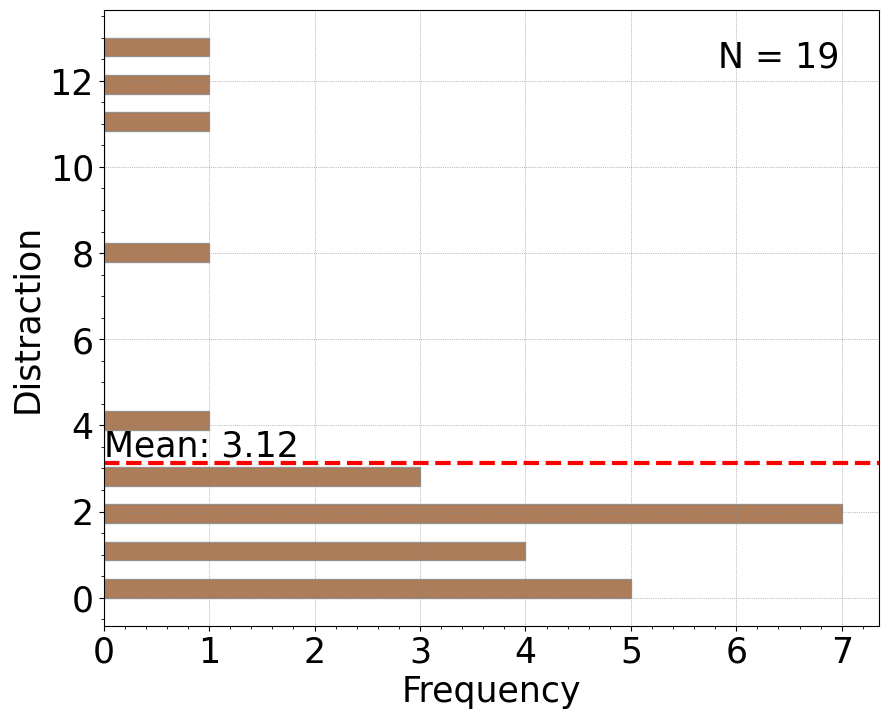 N = 19
12
10
8
6
4
2
0
Distraction
Mean: 3.12
0 1 2 3 4 5 6 7
Frequency